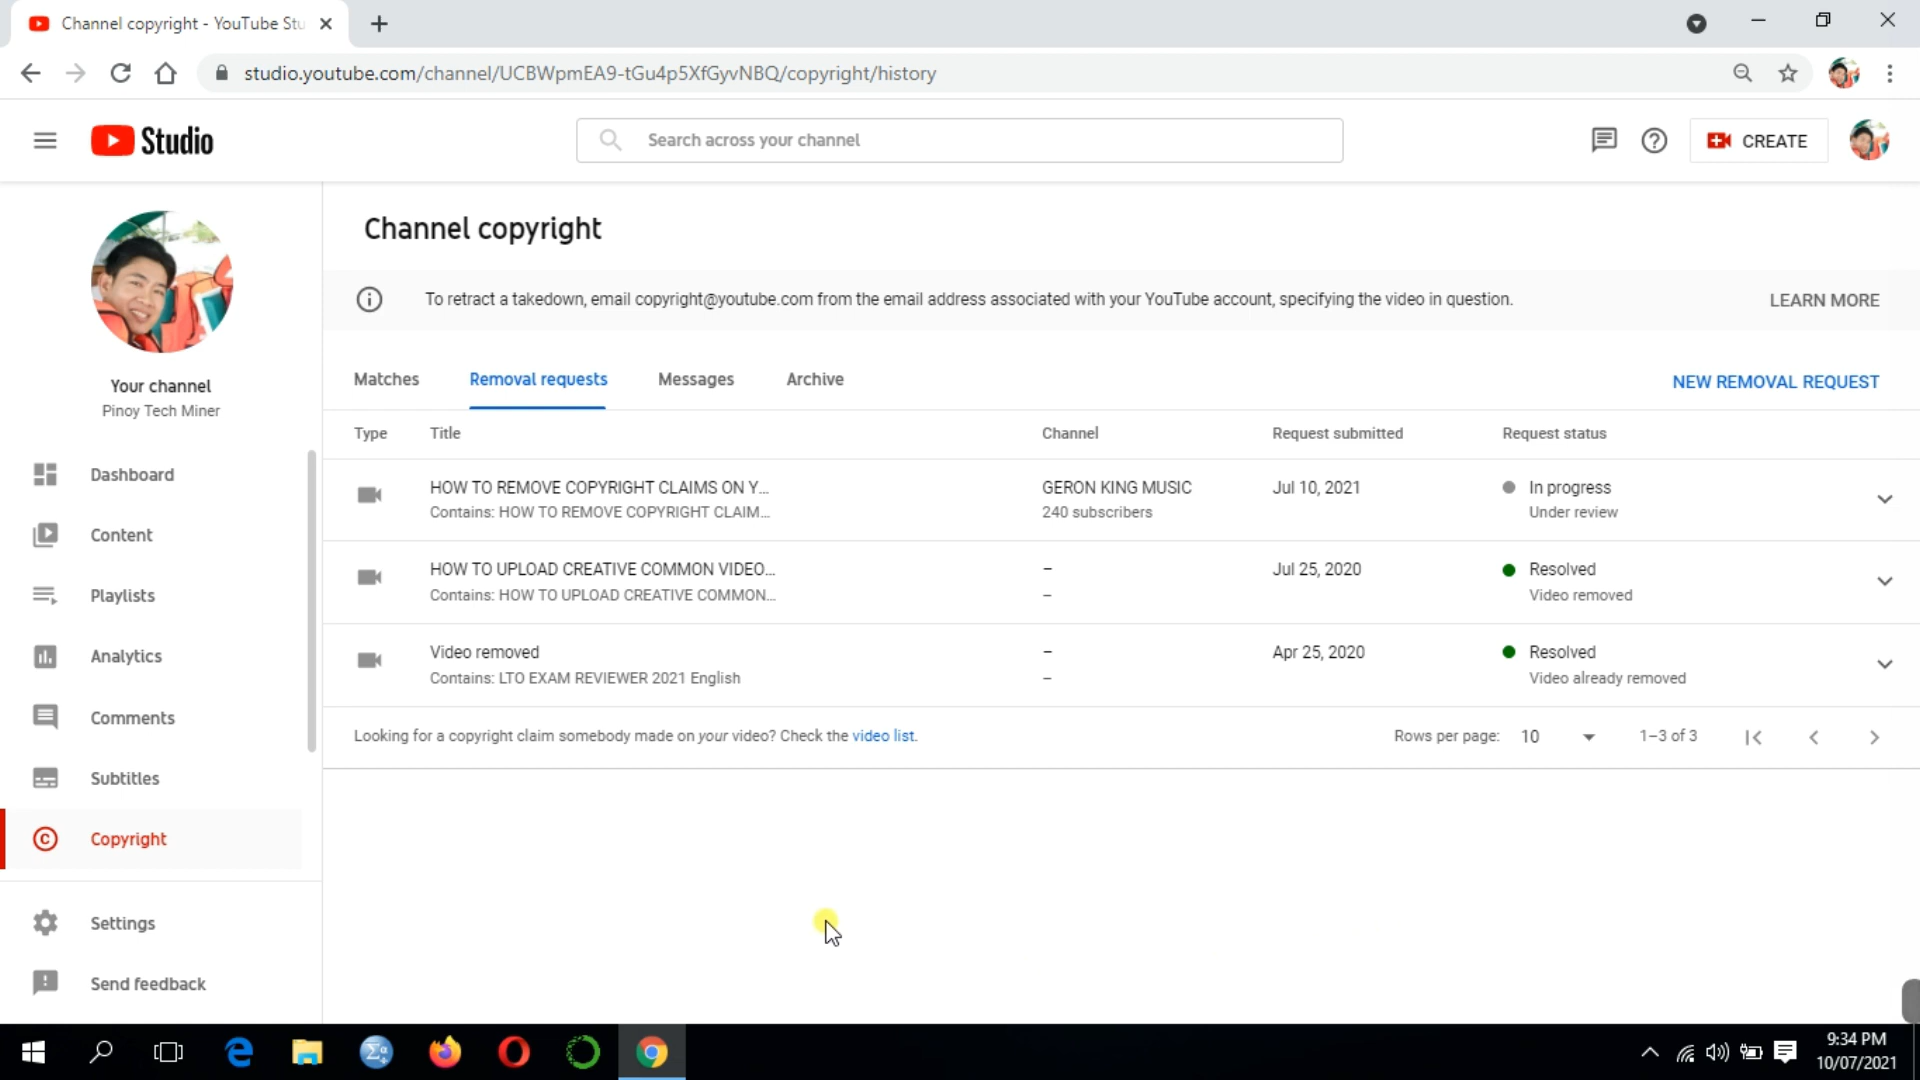 Channel copyright - YouTube Stu
studio.youtube.com/channel/UCBWpmEA9-tGu4p5XfGyvNBQ/copyright/history
Studio
Search across your channel
CREATE
Your channel
Pinoy Tech Miner
Dashboard
Content
Playlists
Analytics
Comments
Subtitles
Copyright
Settings
Send feedback
Channel copyright
To retract a takedown, email copyright@youtube.com from the email address associated with your YouTube account, specifying the video in question.
LEARN MORE
Matches Removal requests Messages Archive
NEW REMOVAL REQUEST
Type Title Channel Request submitted Request status
HOW TO REMOVE COPYRIGHT CLAIMS ON Y... GERON KING MUSIC Jul 10, 2021 In progress
Contains: HOW TO REMOVE COPYRIGHT CLAIM... 240 subscribers Under review
HOW TO UPLOAD CREATIVE COMMON VIDEO... – Jul 25, 2020 Resolved
Contains: HOW TO UPLOAD CREATIVE COMMON... – Video removed
Video removed – Apr 25, 2020 Resolved
Contains: LTO EXAM REVIEWER 2021 English – Video already removed
Looking for a copyright claim somebody made on your video? Check the video list. Rows per page: 10 1–3 of 3
9:34 PM
10/07/2021